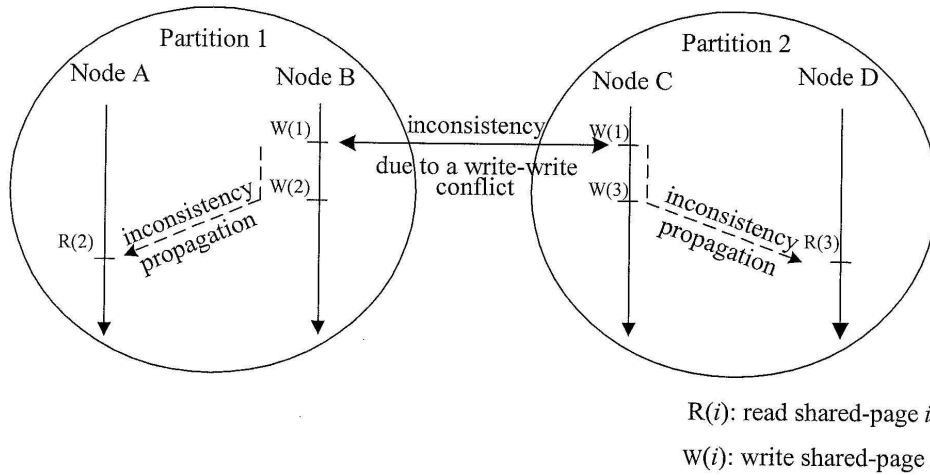 Partition 1
Partition 2
Node A
Node B
Node C
Node D
W(1)
inconsistency
W(1)
due to a write-write
conflict
W(2)
W(3)
inconsistency
propagation
inconsistency
propagation
R(2)
R(3)
R(i): read shared-page i
W(i): write shared-page